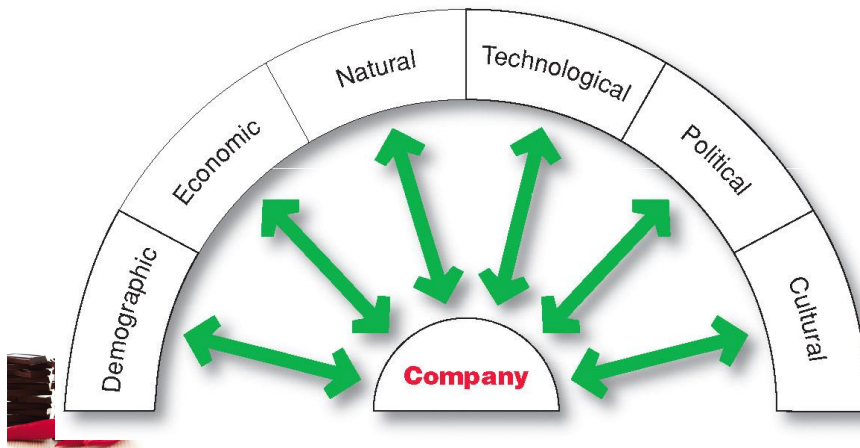 Demographic
Economic
Natural
Technological
Political
Cultural
Company